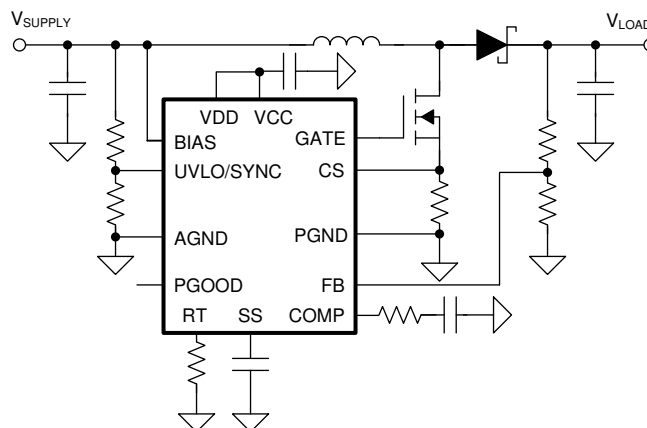 VSUPPLY
VLOAD
VDD VCC
BIAS
GATE
UVLO/SYNC
CS
AGND
PGND
PGOOD
FB
RT SS COMP